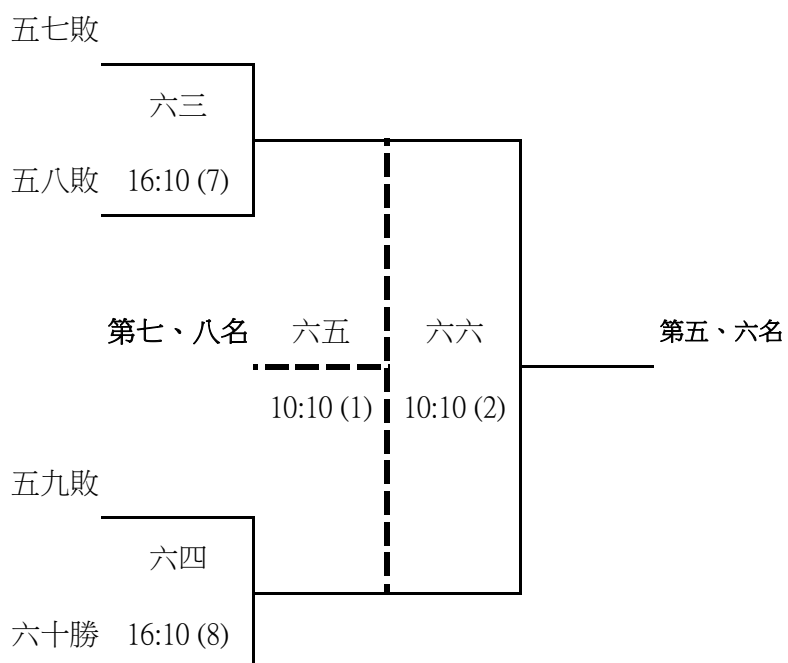 五七敗
六三
五八敗 16:10 (7)
第七、八名 六五 六六 第五、六名
10:10 (1) 10:10 (2)
五九敗
六四
六十勝 16:10 (8)